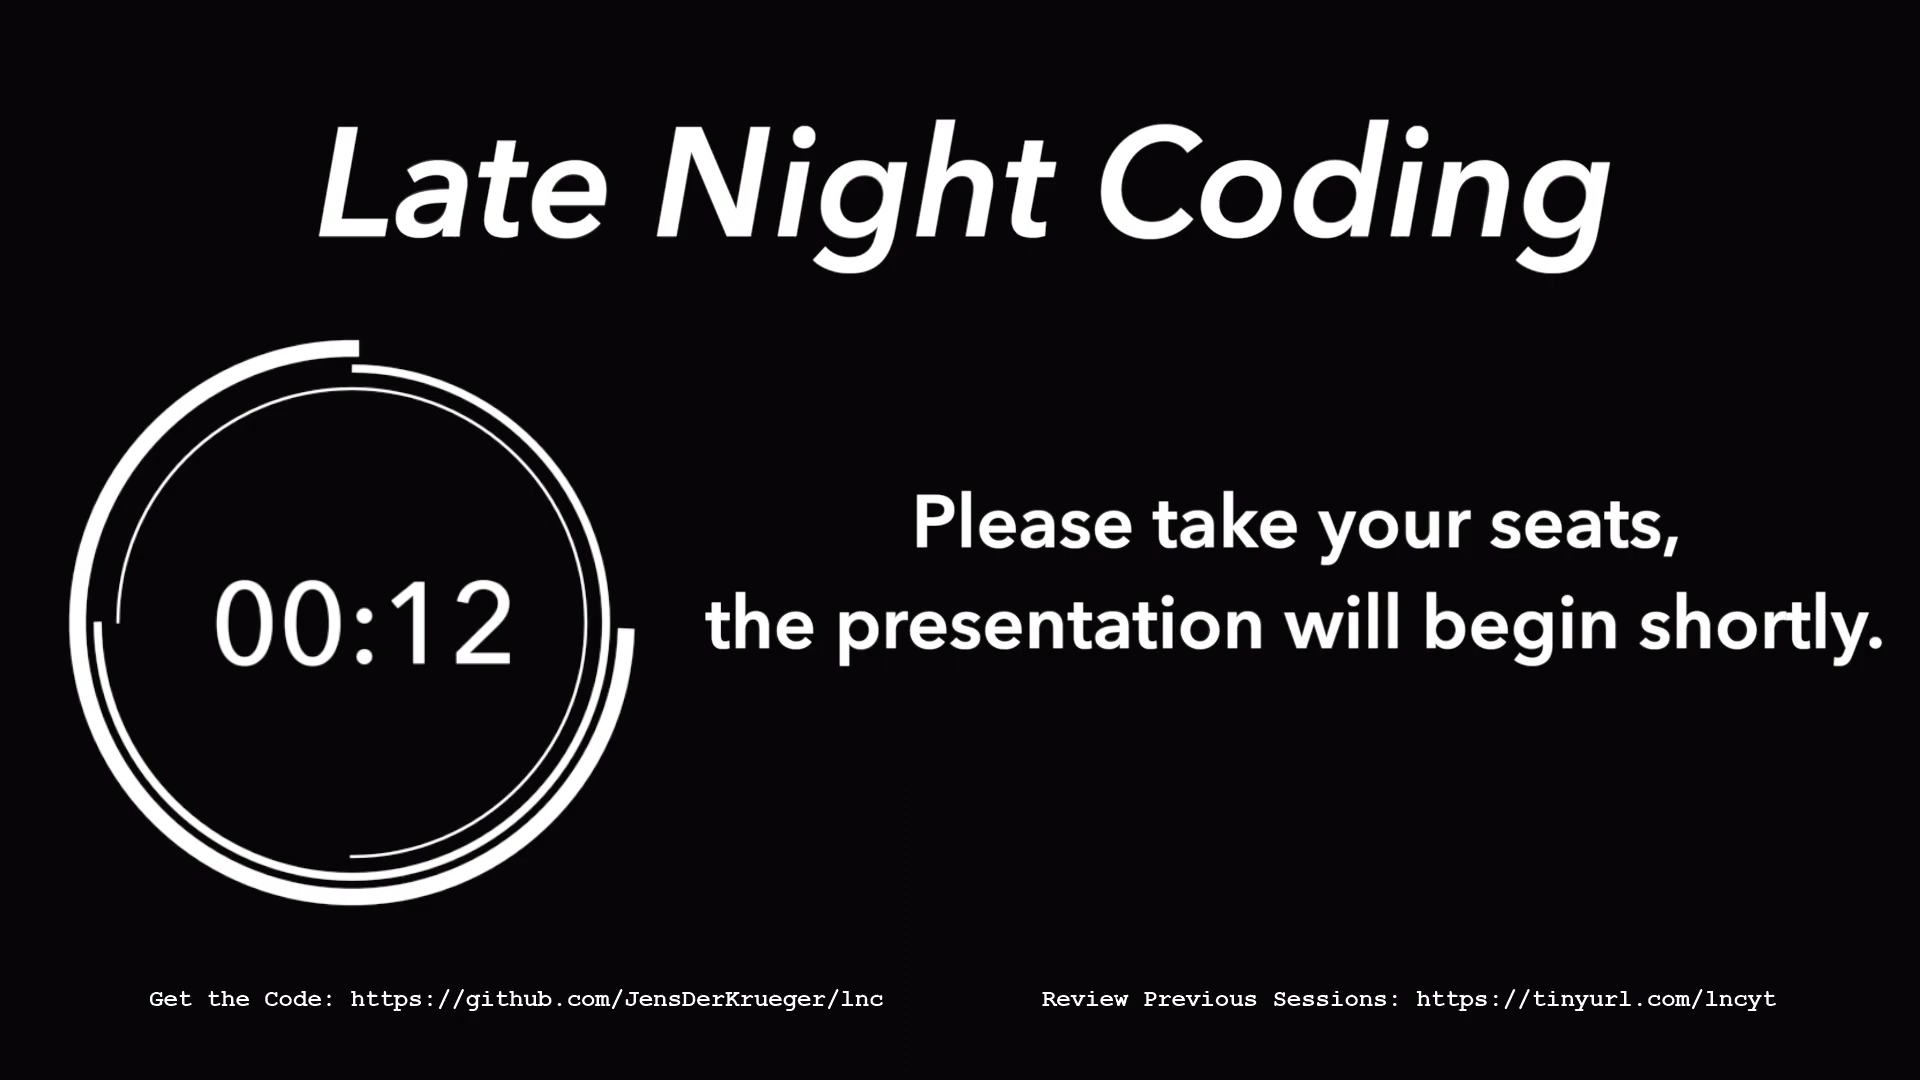 Late Night Coding
00:12
Please take your seats,
the presentation will begin shortly.
Get the Code: https://github.com/JensDerKrueger/lnc
Review Previous Sessions: https://tinyurl.com/lncyt